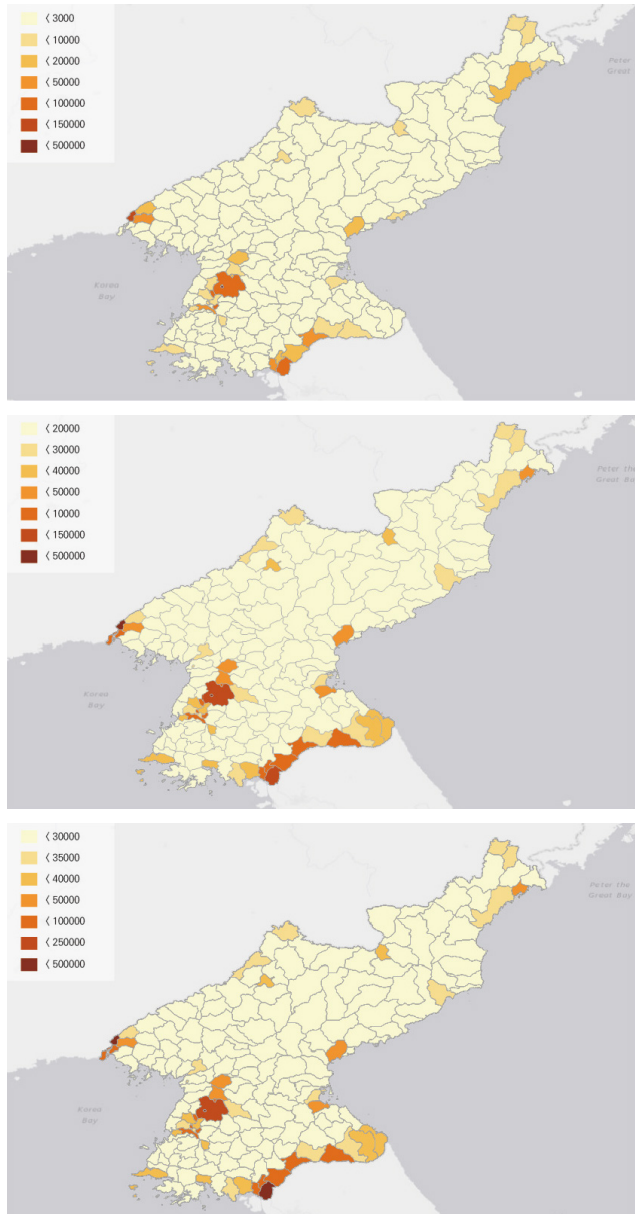 < 3000
< 10000
< 20000
< 50000
< 100000
< 150000
< 500000
Peter
Great
Korea
Bay
< 20000
< 30000
< 40000
< 50000
< 10000
< 150000
< 500000
Peter the
Great Ba
Korea
Bay
< 30000
< 35000
< 40000
< 50000
< 100000
< 250000
< 500000
Peter the
Great Bay
Korea
Bay